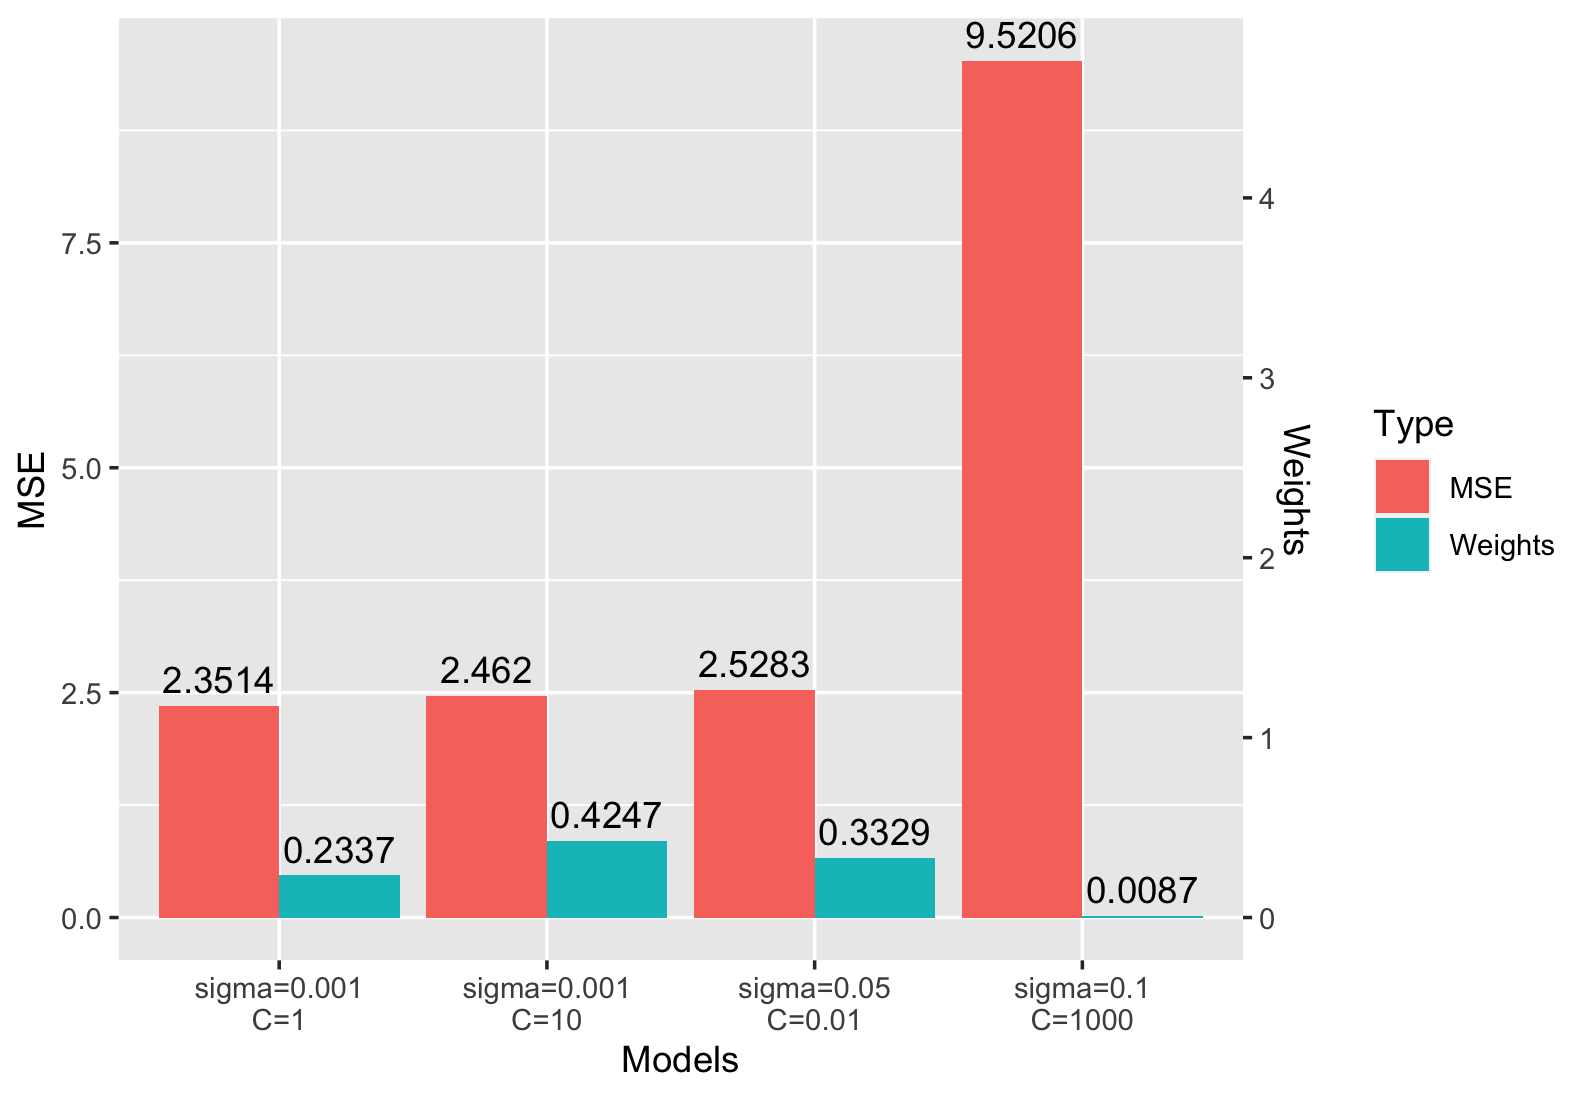 9.5206
7.5
5.0
2.5
0.0
MSE
2.3514
2.462
2.5283
0.2337
0.4247
0.3329
0.0087
4
3
2
1
0
Weights
Type
MSE
Weights
sigma=0.001
C=1
sigma=0.001
C=10
sigma=0.05
C=0.01
sigma=0.1
C=1000
Models